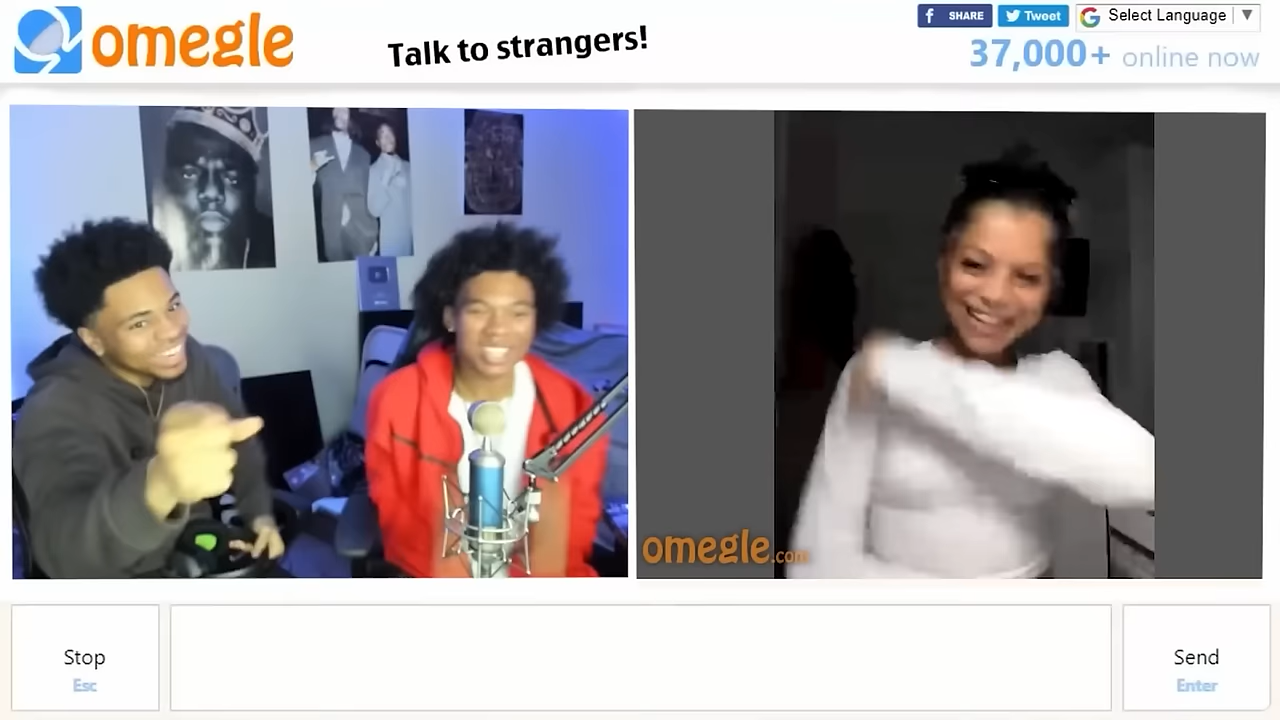 omegle
Talk to strangers!
f SHARE
Tweet
G Select Language ▼
37,000+ online now
omegle.com
Stop
Esc
Send
Enter